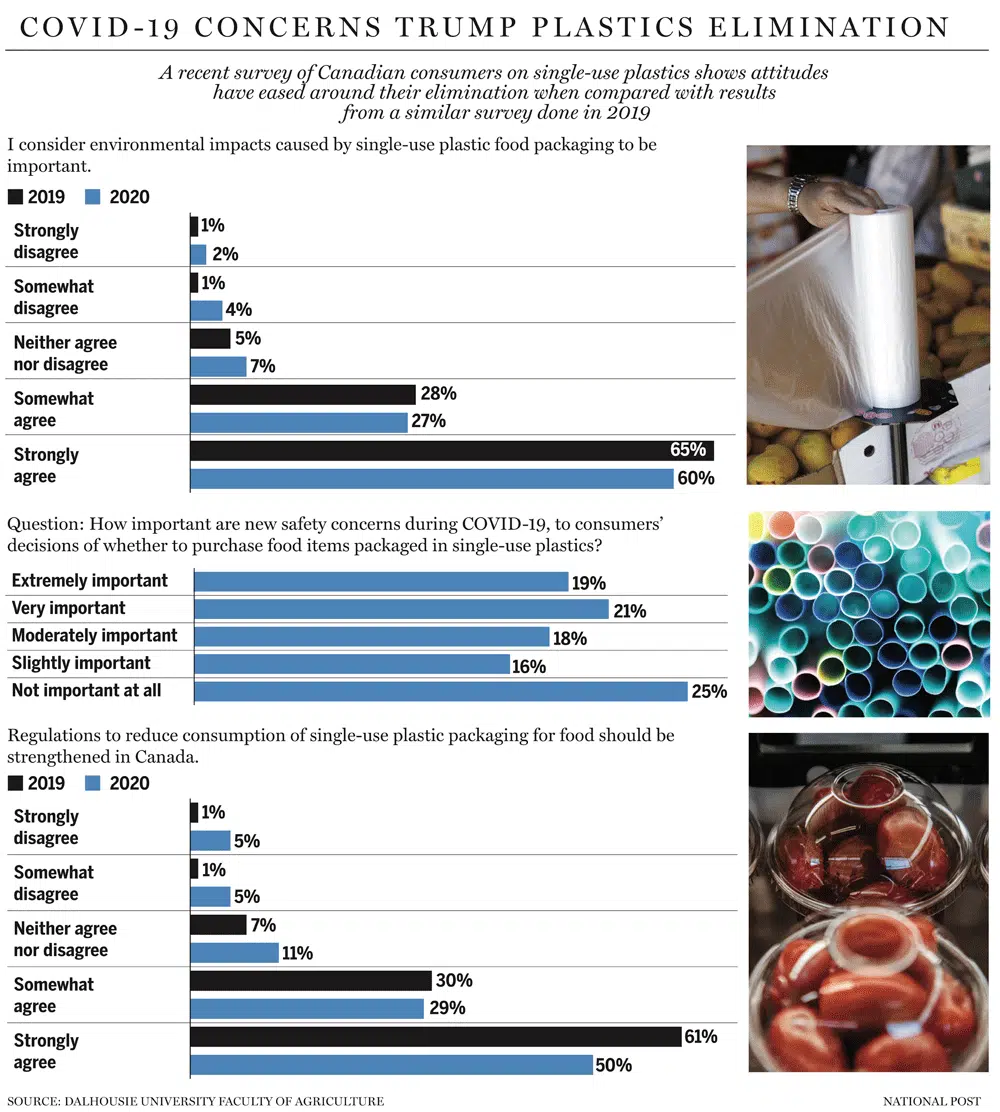 COVID-19 CONCERNS TRUMP PLASTICS ELIMINATION
A recent survey of Canadian consumers on single-use plastics shows attitudes
have eased around their elimination when compared with results
from a similar survey done in 2019
I consider environmental impacts caused by single-use plastic food packaging to be
important.
2019 2020
Strongly
disagree
1%
2%
Somewhat
disagree
1%
4%
Neither agree
nor disagree
5%
7%
Somewhat
agree
28%
27%
Strongly
agree
65%
60%
Question: How important are new safety concerns during COVID-19, to consumers’
decisions of whether to purchase food items packaged in single-use plastics?
Extremely important 19%
Very important 21%
Moderately important 18%
Slightly important 16%
Not important at all 25%
Regulations to reduce consumption of single-use plastic packaging for food should be
strengthened in Canada.
2019 2020
Strongly
disagree
1%
5%
Somewhat
disagree
1%
5%
Neither agree
nor disagree
7%
11%
Somewhat
agree
30%
29%
Strongly
agree
61%
50%
SOURCE: DALHOUSIE UNIVERSITY FACULTY OF AGRICULTURE
NATIONAL POST